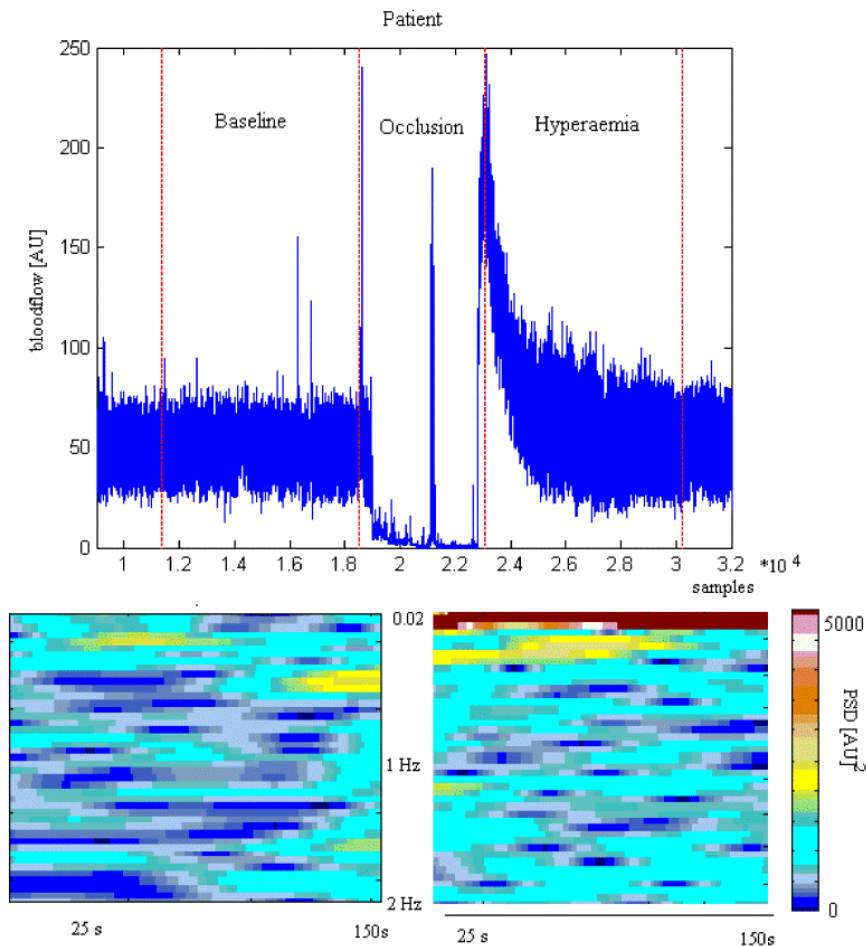 Patient
250
200
150
100
50
0
bloodflow [AU]
Baseline
Occlusion
Hyperaemia
1 1.2 1.4 1.6 1.8 2 2.2 2.4 2.6 2.8 3 3.2 *10 4
samples
0.02
1 Hz
2 Hz
25 s 150s
25 s 150s
5000
PSD [AU]2
0